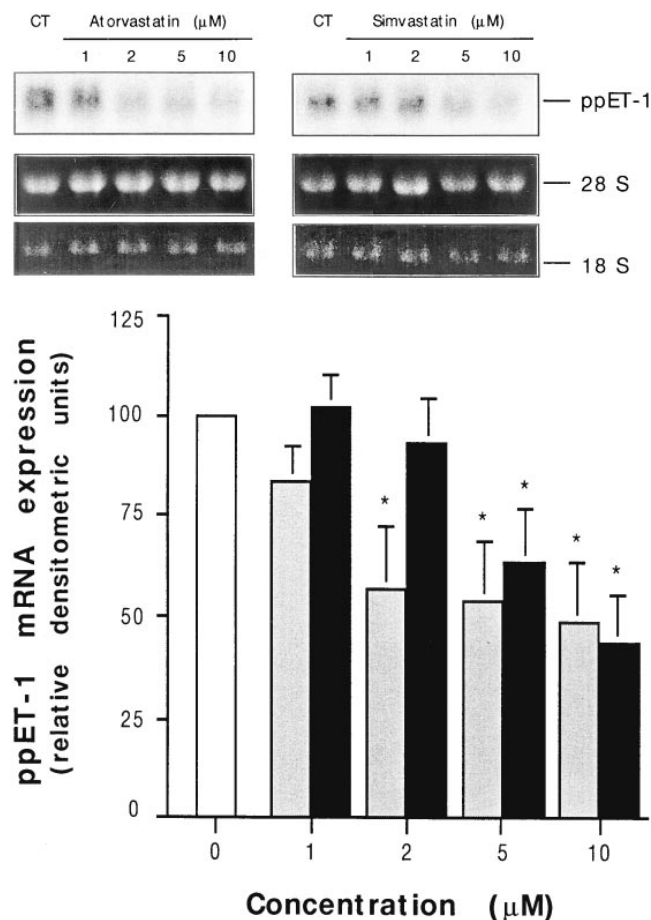 CT Atorvastatin (μM) CT Simvastatin (μM)
1 2 5 10 1 2 5 10
ppET-1
28 S
18 S
ppET-1 mRNA expression
(relative densitometric units)
125
100
75
* * * * *
50
25
0
0 1 2 5 10
Concentration (μM)